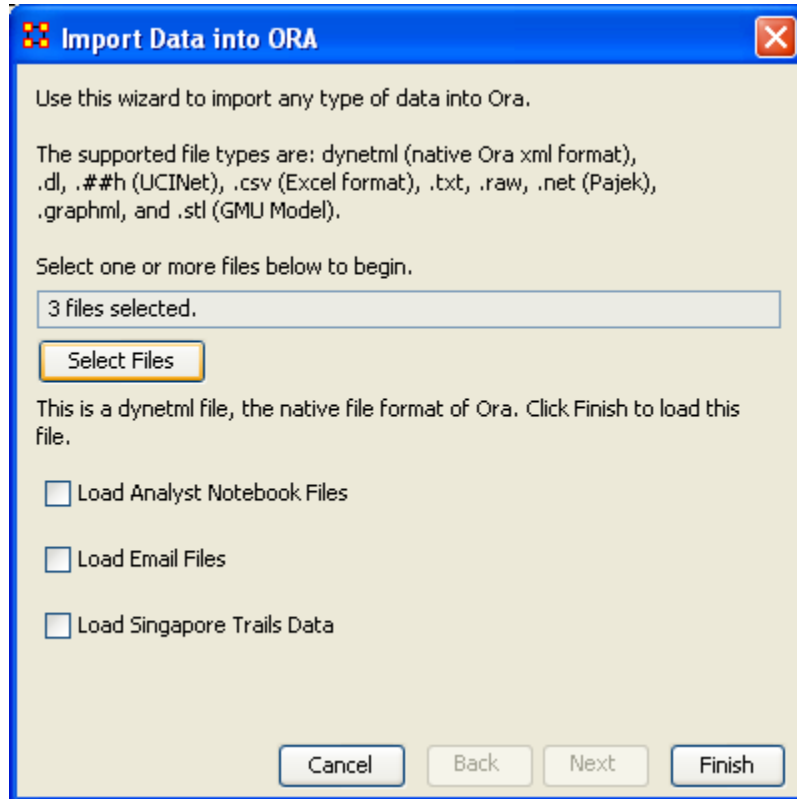 Import Data into ORA
Use this wizard to import any type of data into Ora.
The supported file types are: dynetml (native Ora xml format),
.dl, .##h (UCINet), .csv (Excel format), .txt, .raw, .net (Pajek),
.graphml, and .stl (GMU Model).
Select one or more files below to begin.
3 files selected.
Select Files
This is a dynetml file, the native file format of Ora. Click Finish to load this
file.
Load Analyst Notebook Files
Load Email Files
Load Singapore Trails Data
Cancel Back Next Finish